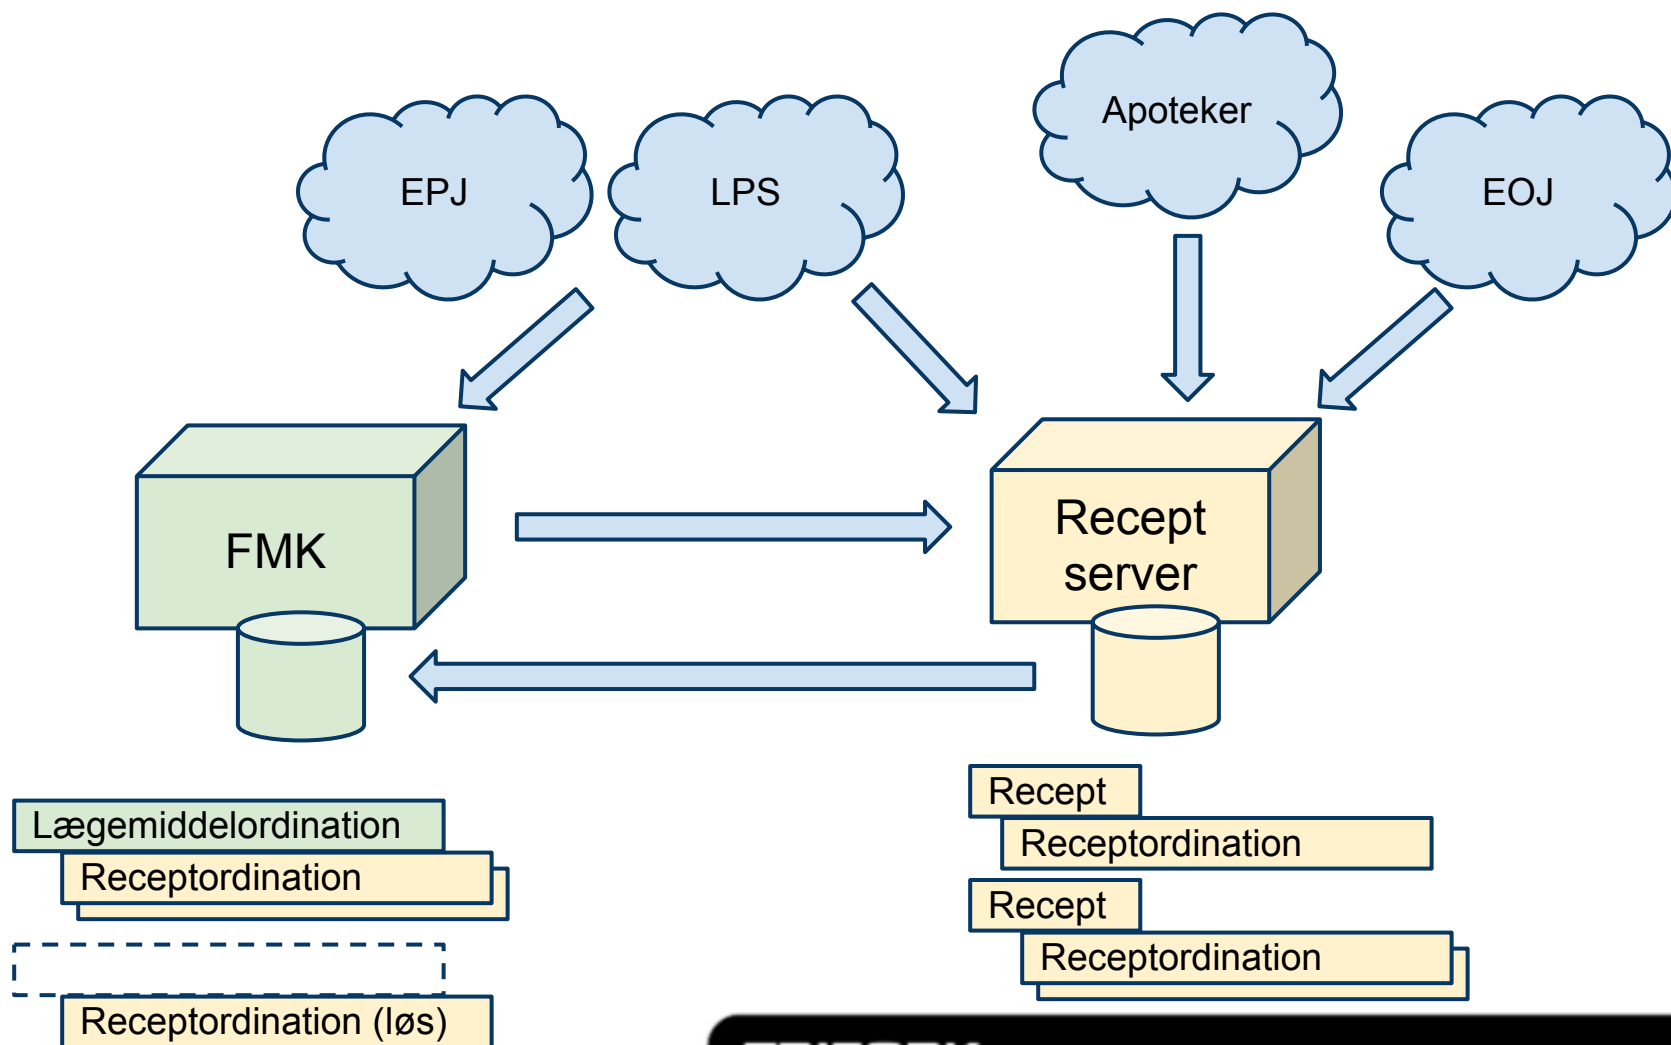 Apoteker
EPJ
LPS
EOJ
FMK
Recept
server
Recept
Lægemiddelordination
Receptordination
Receptordination
Recept
Receptordination
Receptordination (løs)